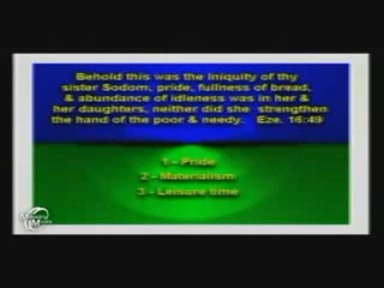 Behold this was the Iniquity of thy
sister Sodom, pride, fullness of bread,
& abundance of idleness was in her &
her daughters, neither did she strengthen
the hand of the poor & needy. Eze. 16:49
1 - Pride
2 - Materialism
3 - Leisure time